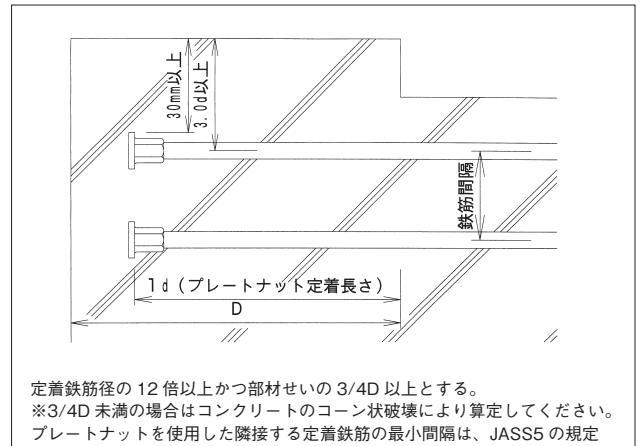 30mm以上
3.0d以上
鉄筋間隔
ld（プレートナット定着長さ）
D
定着鉄筋径の 12 倍以上かつ部材せいの 3/4D 以上とする。
※3/4D 未満の場合はコンクリートのコーン状破壊により算定してください。
プレートナットを使用した隣接する定着鉄筋の最小間隔は、JASS5 の規定